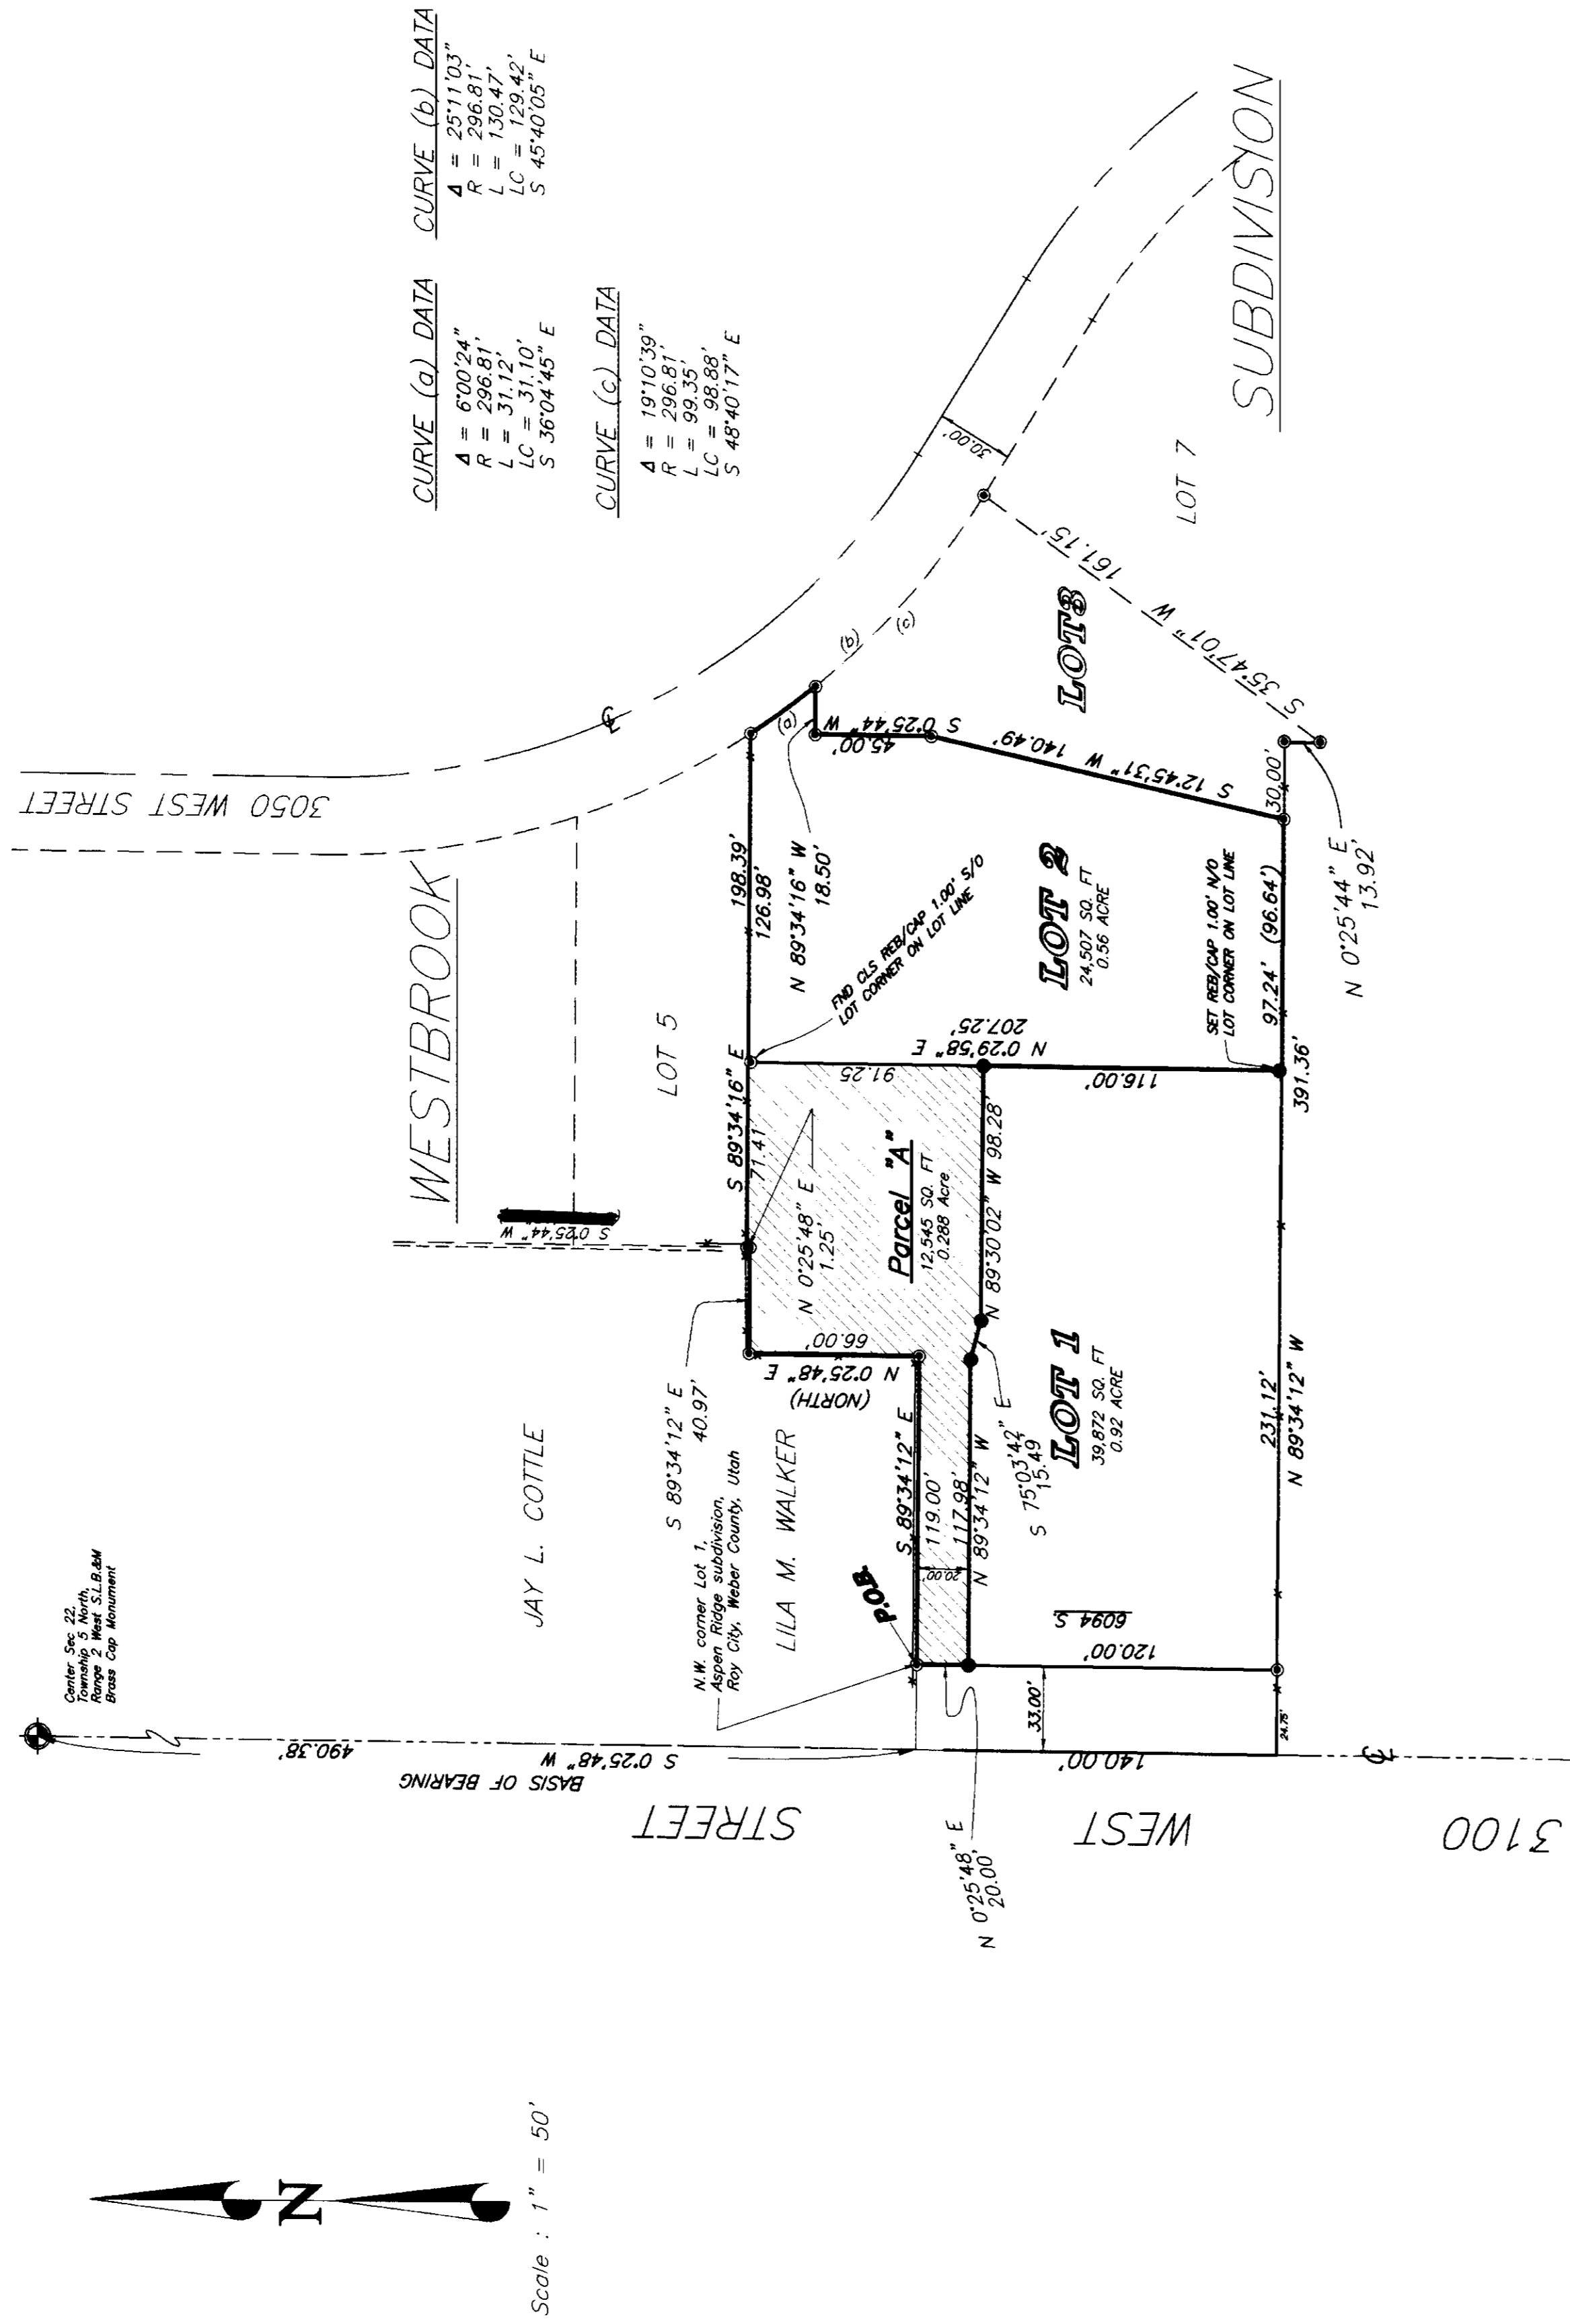 Center Sec 22,
Township 5 North,
Range 2 West S.L.B.&M
Brass Cap Monument
CURVE (a) DATA
Δ = 6°00'24"
R = 296.81'
L = 31.12'
LC = 31.10'
S 36°04'45" E
CURVE (b) DATA
Δ = 25°11'03"
R = 296.81'
L = 130.47'
LC = 129.42'
S 45°40'05" E
CURVE (c) DATA
Δ = 19°10'39"
R = 296.81'
L = 99.35'
LC = 98.88'
S 48°40'17" E
3050 WEST STREET
WESTBROOK
SUBDIVISION
LOT 5
LOT 7
JAY L. COTTLE
LILA M. WALKER
490.38'
S 0°25'48" W
BASIS OF BEARING
S 0°25'44" W
N.W. corner Lot 1,
Aspen Ridge subdivision,
Roy City, Weber County, Utah
P.O.B.
S 89°34'12" E
40.97'
S 89°34'16" E
71.41'
198.39'
126.98'
N 0°25'48" E
1.25'
66.00'
N 0°25'48" E
(NORTH)
S 89°34'12" E
119.00'
117.98'
N 89°34'12" W
20.00'
S 75°03'42" E
15.49
N 89°30'02" W 98.28'
Parcel "A"
12,545 SQ. FT
0.288 Acre
91.25
N 0°29'58" E
207.25'
116.00'
FND CLS REB/CAP 1.00' S/O
LOT CORNER ON LOT LINE
N 89°34'16" W
18.50'
(a)
(b)
(c)
S 0°25'44" W
45.00'
S 12°45'31" W
140.49'
30.00'
LOT 2
24,507 SQ. FT
0.56 ACRE
LOT 3
161.15'
S 35°47'01" W
SET REB/CAP 1.00' N/O
LOT CORNER ON LOT LINE
LOT 1
39,872 SQ. FT
0.92 ACRE
6094 S
120.00'
33.00'
140.00'
24.75'
231.12'
N 89°34'12" W
391.36'
97.24' (96.64')
30.00'
N 0°25'44" E
13.92'
N 0°25'48" E
20.00'
3100 WEST STREET
N
Scale : 1" = 50'